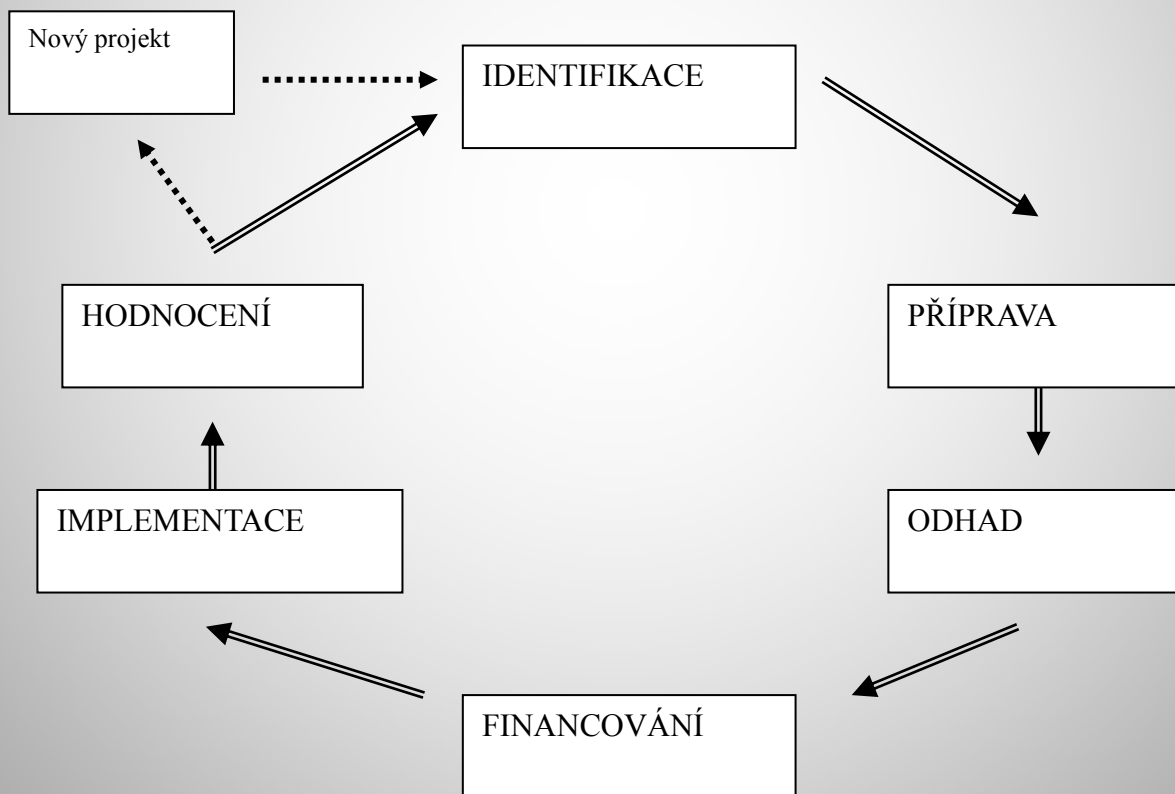 Nový projekt
IDENTIFIKACE
HODNOCENÍ
PŘÍPRAVA
IMPLEMENTACE
ODHAD
FINANCOVÁNÍ